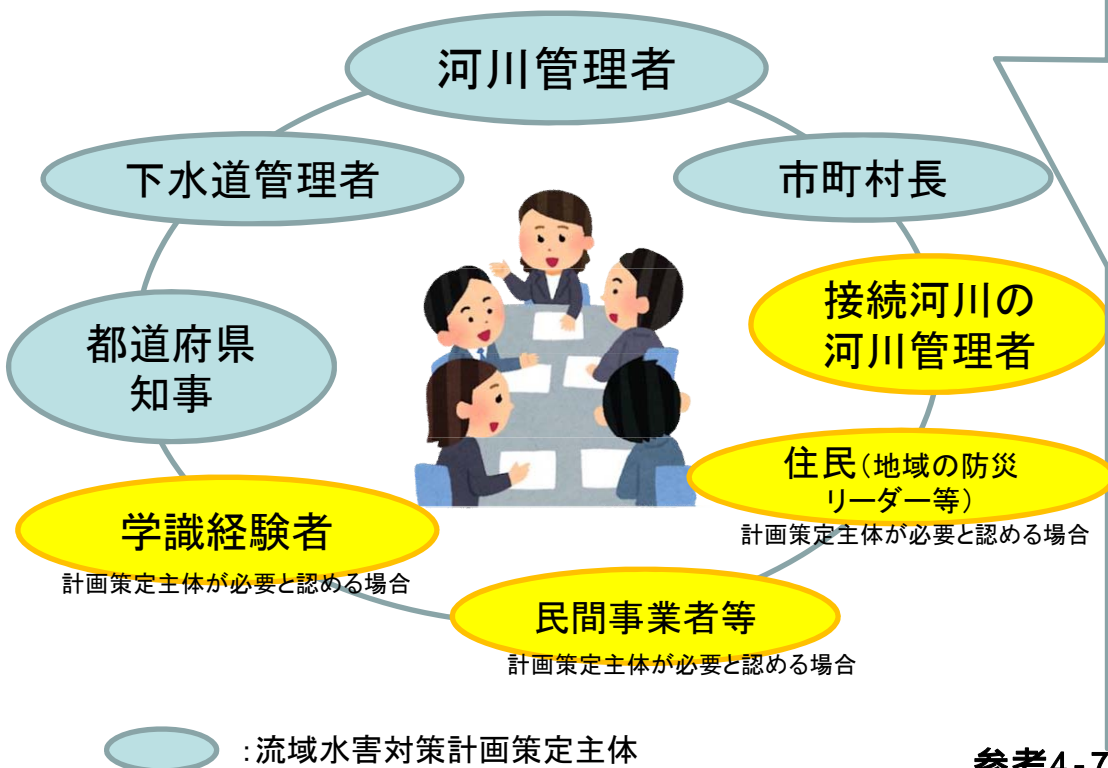 河川管理者
下水道管理者
市町村長
接続河川の
河川管理者
都道府県
知事
住民(地域の防災
リーダー等)
計画策定主体が必要と認める場合
学識経験者
計画策定主体が必要と認める場合
民間事業者等
計画策定主体が必要と認める場合
:流域水害対策計画策定主体
参考4-7